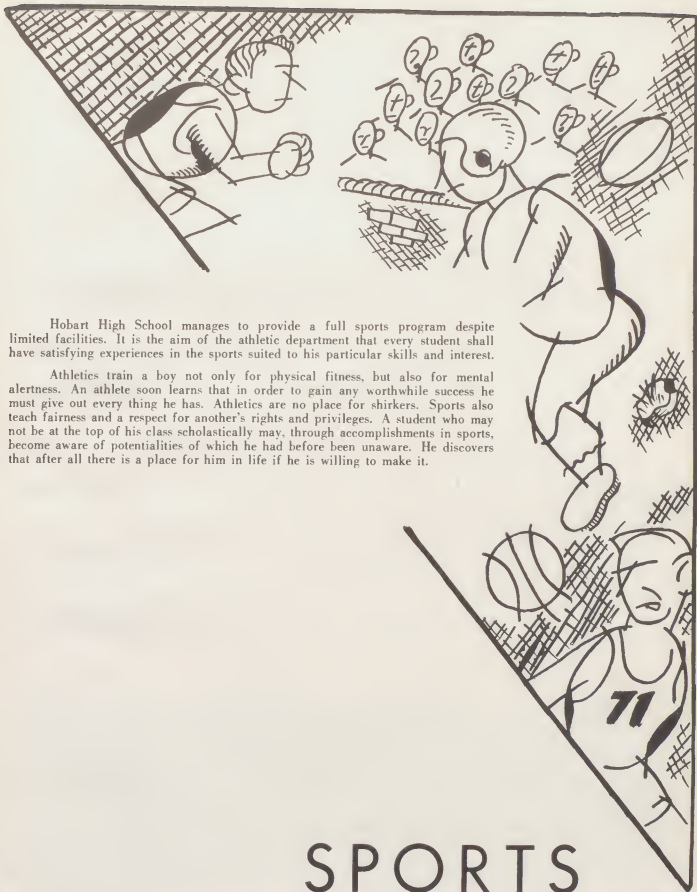 Hobart High School manages to provide a full sports program despite
limited facilities. It is the aim of the athletic department that every student shall
have satisfying experiences in the sports suited to his particular skills and interest.
Athletics train a boy not only for physical fitness, but also for mental
alertness. An athlete soon learns that in order to gain any worthwhile success he
must give out every thing he has. Athletics are no place for shirkers. Sports also
teach fairness and a respect for another's rights and privileges. A student who may
not be at the top of his class scholastically may, through accomplishments in sports,
become aware of potentialities of which he had before been unaware. He discovers
that after all there is a place for him in life if he is willing to make it.
71
SPORTS